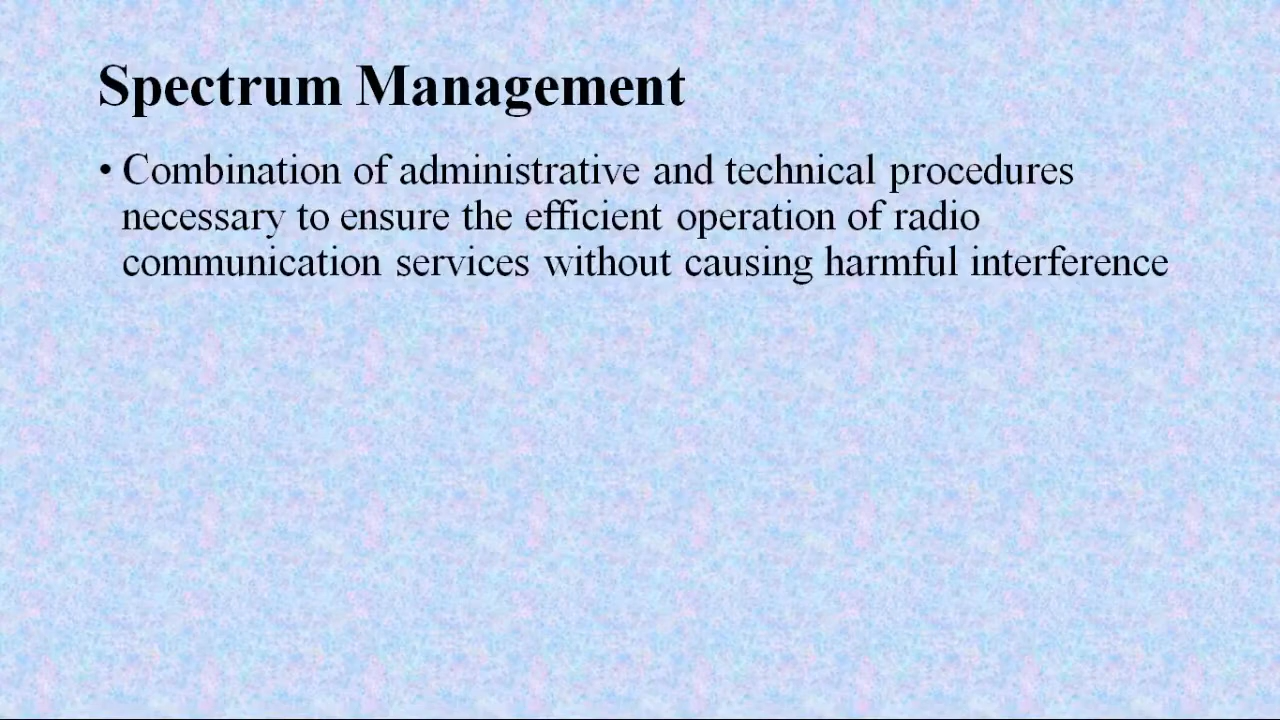 Spectrum Management
• Combination of administrative and technical procedures
necessary to ensure the efficient operation of radio
communication services without causing harmful interference